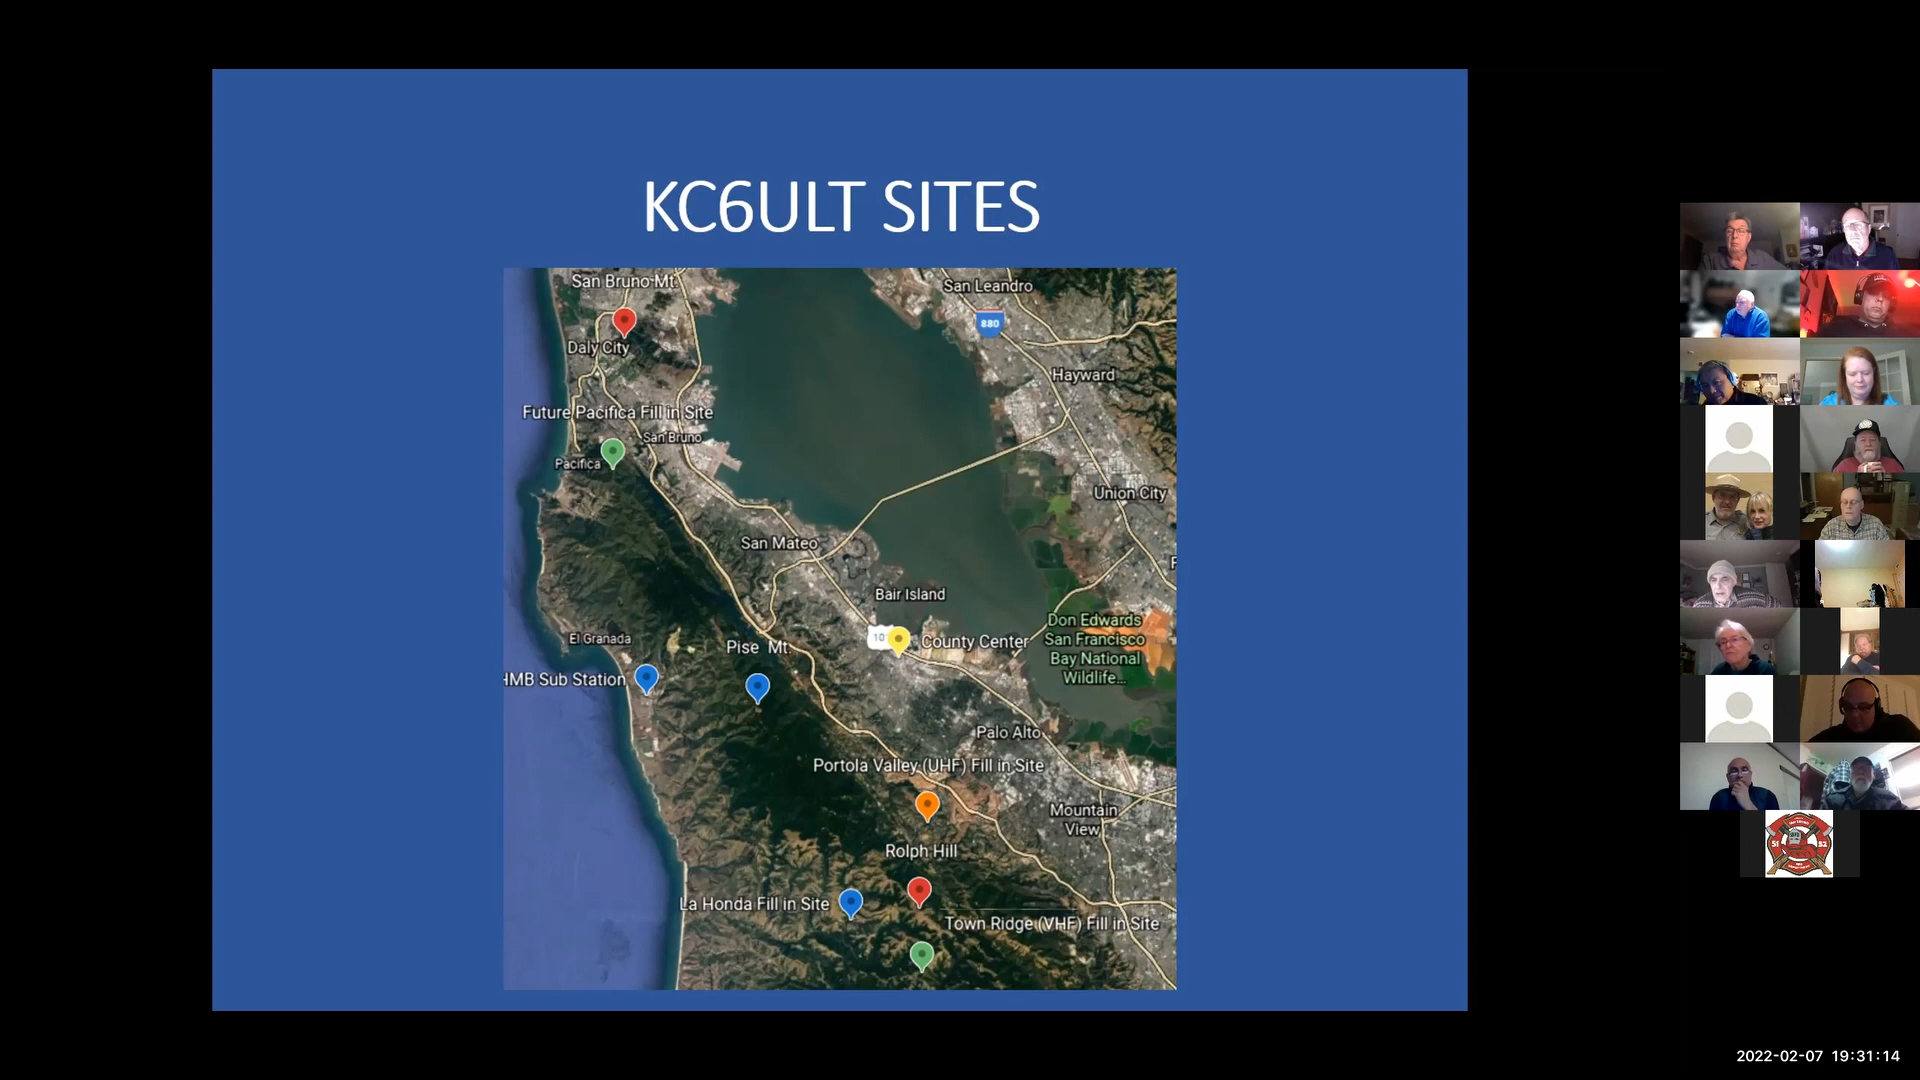 KC6ULT SITES
San Bruno Mt.
San Leandro
880
Daly City
Hayward
Future Pacifica Fill in Site
San Bruno
Pacifica
Union City
San Mateo
Bair Island
Don Edwards
San Francisco
Bay National
Wildlife...
El Granada
Pise Mt.
10
County Center
HMB Sub Station
Palo Alto
Portola Valley (UHF) Fill in Site
Mountain
View
Rolph Hill
La Honda Fill in Site
Town Ridge (VHF) Fill in Site
51
52
2022-02-07 19:31:14